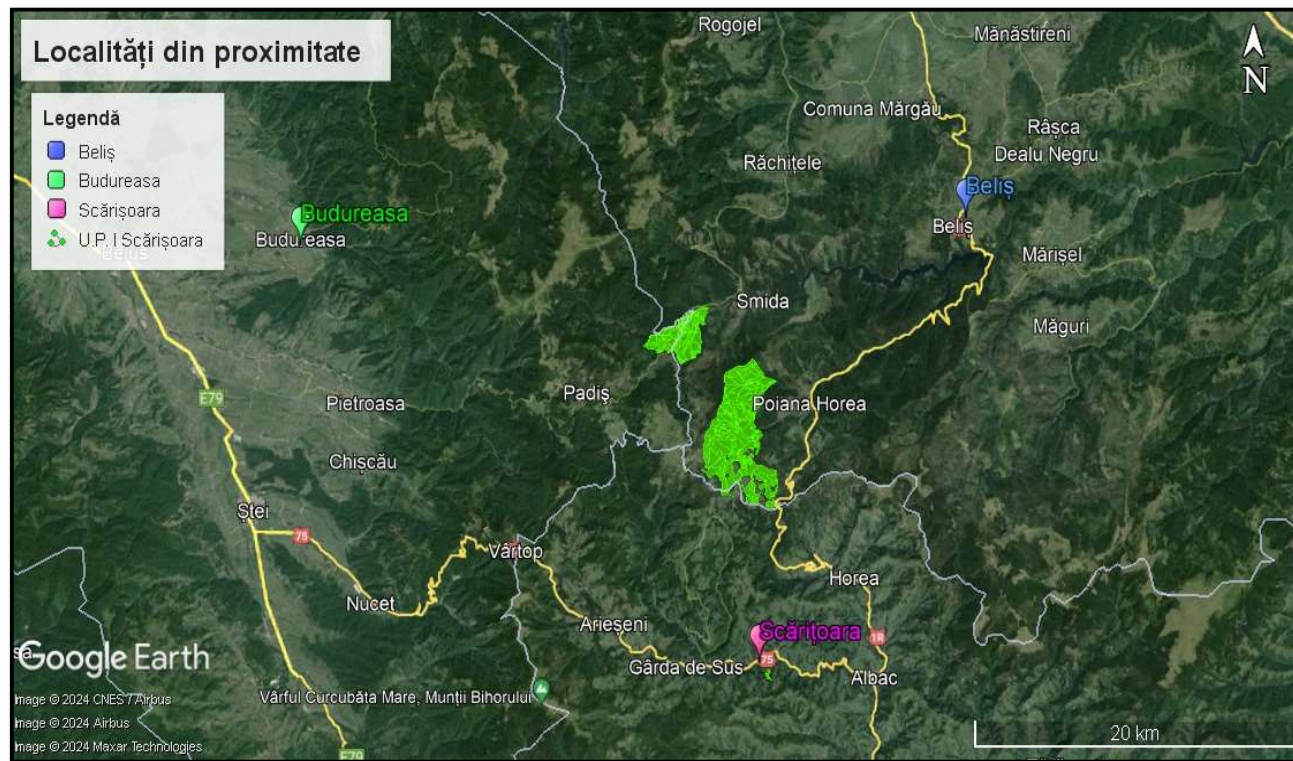 Localități din proximitate
Legendă
Beliș
Budureasa
Scărișoara
U.P. I Scărișoara
Rogojel
Mănăstireni
N
Comuna Mărgău
Râșca
Dealu Negru
Răchițele
Beliș
Beliș
Budureasa
Budureasa
Mărișel
Smida
Măguri
Padiș
Poiana Horea
E79
Pietroasa
Chișcău
Ștei
75
Vârtop
Nucet
Horea
Arieșeni
Scărițoara
1R
75
Gârda de Sus
Albac
Google Earth
Vârful Curcubăta Mare, Munții Bihorului
Image © 2024 CNES / Airbus
Image © 2024 Airbus
Image © 2024 Maxar Technologies
20 km
E79